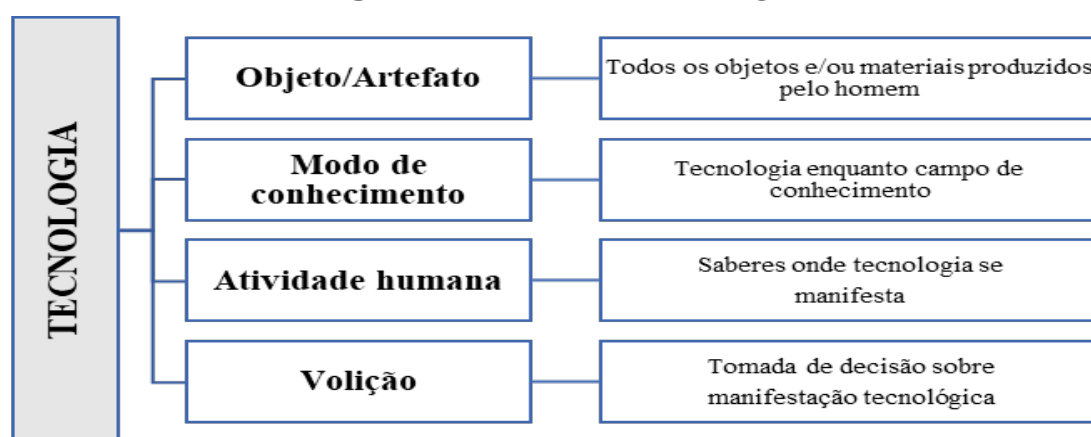 TECNOLOGIA
Objeto/Artefato
Todos os objetos e/ou materiais produzidos
pelo homem
Modo de
conhecimento
Tecnologia enquanto campo de
conhecimento
Atividade humana
Saberes onde tecnologia se
manifesta
Volição
Tomada de decisão sobre
manifestação tecnológica